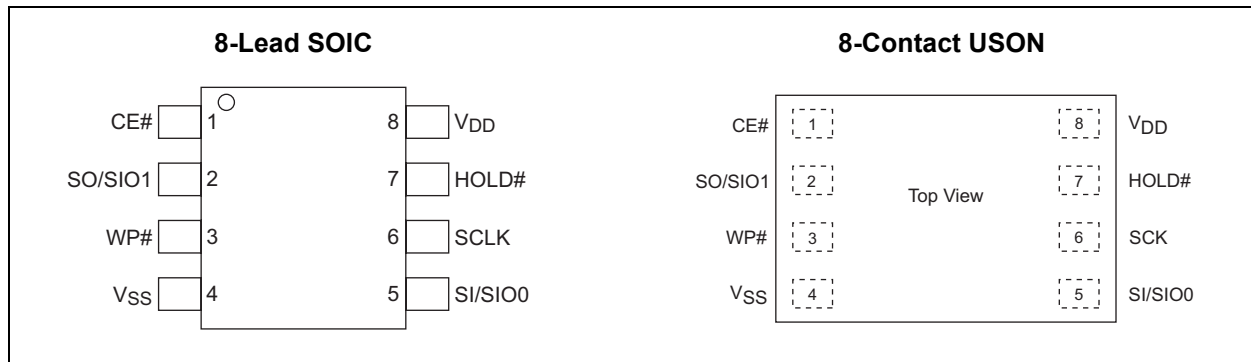 8-Lead SOIC
CE# 1 8 VDD
SO/SIO1 2 7 HOLD#
WP# 3 6 SCLK
VSS 4 5 SI/SIO0
8-Contact USON
CE# 1 8 VDD
SO/SIO1 2 7 HOLD#
Top View
WP# 3 6 SCK
VSS 4 5 SI/SIO0